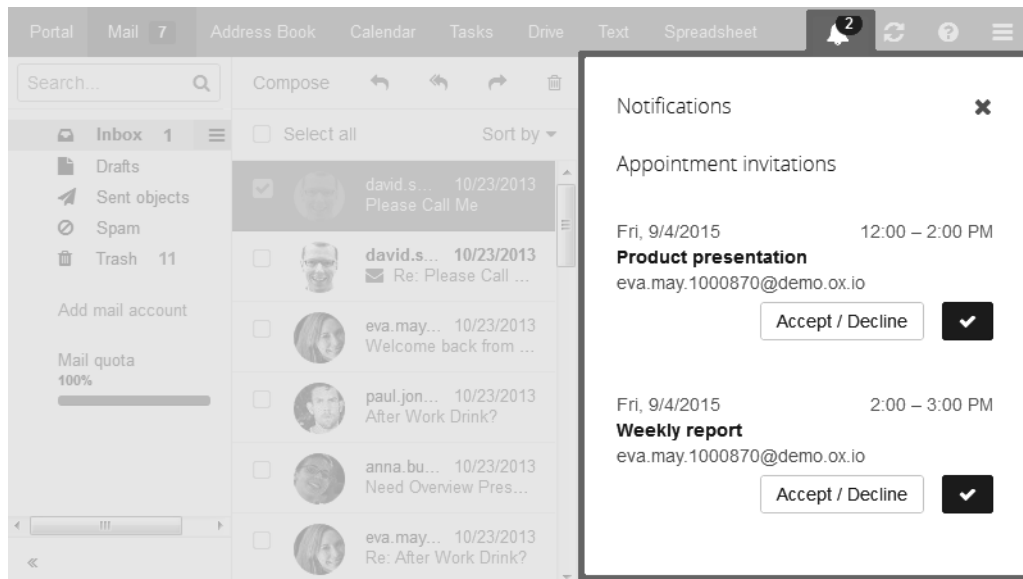 Portal Mail 7 Address Book Calendar Tasks Drive Text Spreadsheet 2
Search...
Inbox 1
Drafts
Sent objects
Spam
Trash 11
Add mail account
Mail quota
100%
Compose
Select all Sort by
david.s... 10/23/2013
Please Call Me
david.s... 10/23/2013
Re: Please Call ...
eva.may... 10/23/2013
Welcome back from ...
paul.jon... 10/23/2013
After Work Drink?
anna.bu... 10/23/2013
Need Overview Pres...
eva.may... 10/23/2013
Re: After Work Drink?
Notifications
Appointment invitations
Fri, 9/4/2015 12:00 – 2:00 PM
Product presentation
eva.may.1000870@demo.ox.io
Accept / Decline
Fri, 9/4/2015 2:00 – 3:00 PM
Weekly report
eva.may.1000870@demo.ox.io
Accept / Decline